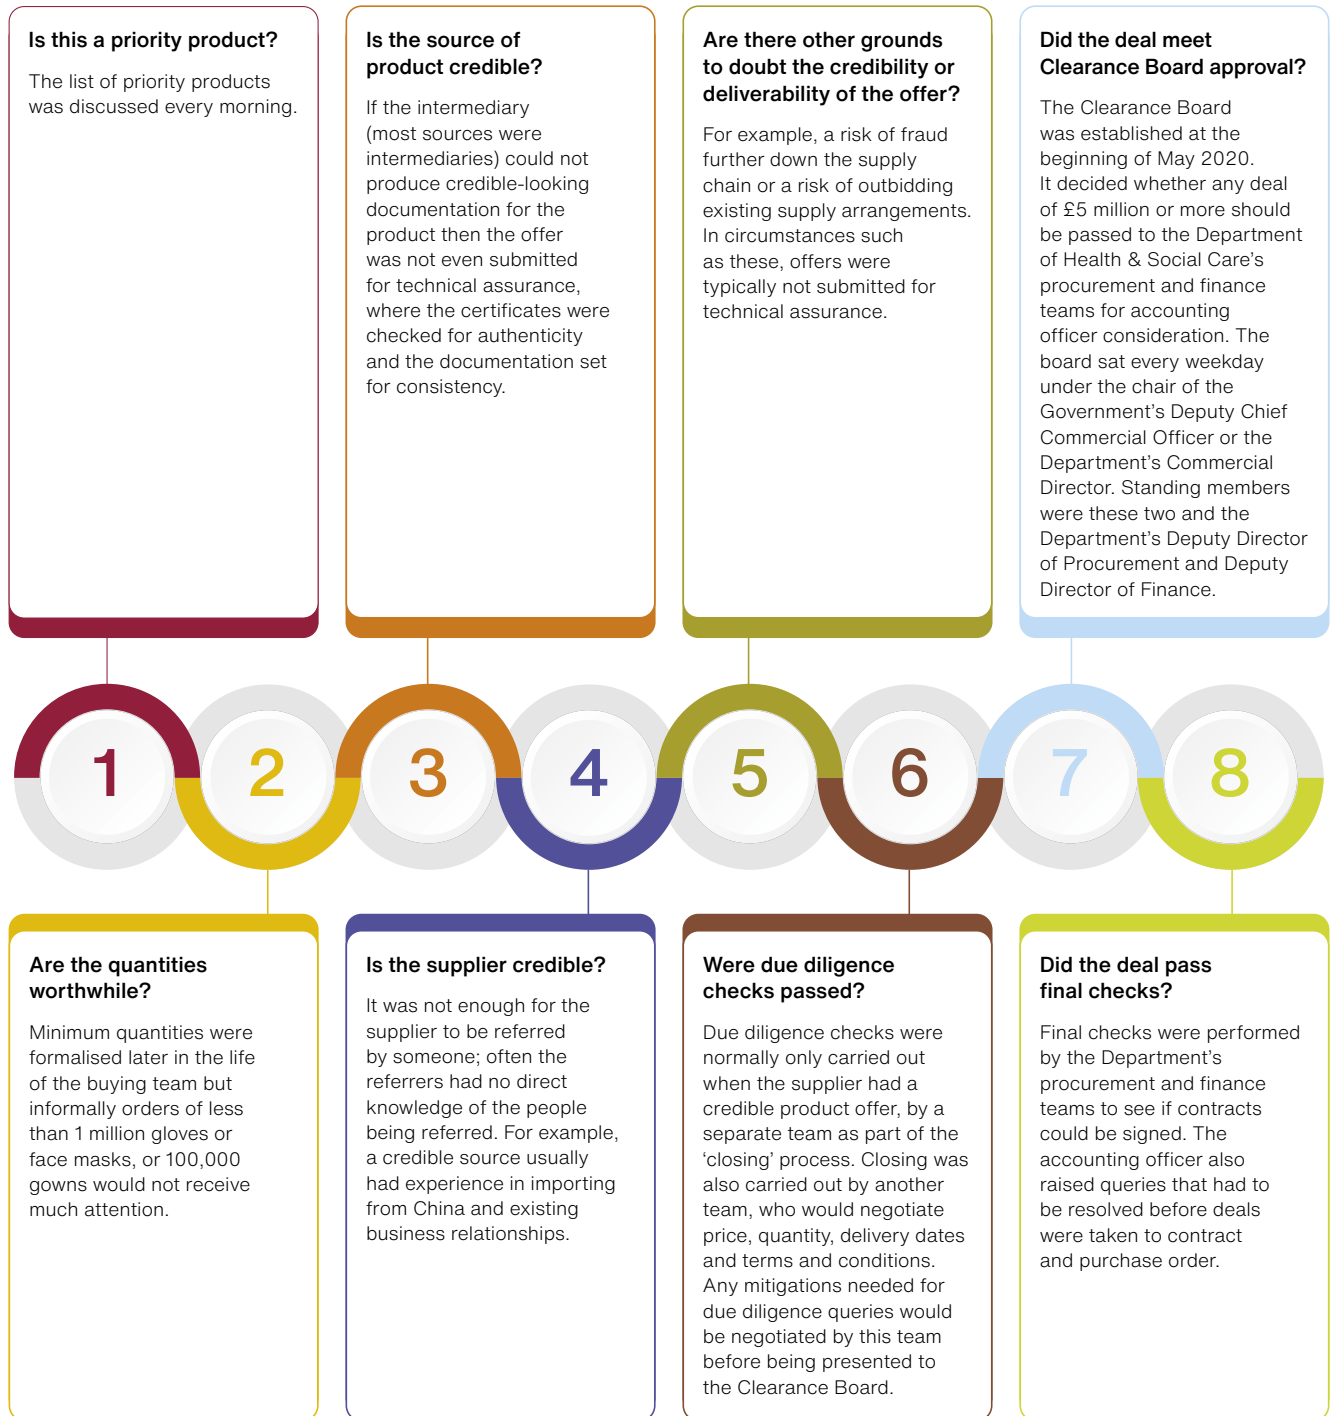 Is this a priority product?
The list of priority products
was discussed every morning.
Is the source of
product credible?
If the intermediary
(most sources were
intermediaries) could not
produce credible-looking
documentation for the
product then the offer
was not even submitted
for technical assurance,
where the certificates were
checked for authenticity
and the documentation set
for consistency.
Are there other grounds
to doubt the credibility or
deliverability of the offer?
For example, a risk of fraud
further down the supply
chain or a risk of outbidding
existing supply arrangements.
In circumstances such
as these, offers were
typically not submitted for
technical assurance.
Did the deal meet
Clearance Board approval?
The Clearance Board
was established at the
beginning of May 2020.
It decided whether any deal
of £5 million or more should
be passed to the Department
of Health & Social Care’s
procurement and finance
teams for accounting
officer consideration. The
board sat every weekday
under the chair of the
Government’s Deputy Chief
Commercial Officer or the
Department’s Commercial
Director. Standing members
were these two and the
Department’s Deputy Director
of Procurement and Deputy
Director of Finance.
1 2 3 4 5 6 7 8
Are the quantities
worthwhile?
Minimum quantities were
formalised later in the life
of the buying team but
informally orders of less
than 1 million gloves or
face masks, or 100,000
gowns would not receive
much attention.
Is the supplier credible?
It was not enough for the
supplier to be referred
by someone; often the
referrers had no direct
knowledge of the people
being referred. For example,
a credible source usually
had experience in importing
from China and existing
business relationships.
Were due diligence
checks passed?
Due diligence checks were
normally only carried out
when the supplier had a
credible product offer, by a
separate team as part of the
‘closing’ process. Closing was
also carried out by another
team, who would negotiate
price, quantity, delivery dates
and terms and conditions.
Any mitigations needed for
due diligence queries would
be negotiated by this team
before being presented to
the Clearance Board.
Did the deal pass
final checks?
Final checks were performed
by the Department’s
procurement and finance
teams to see if contracts
could be signed. The
accounting officer also
raised queries that had to
be resolved before deals
were taken to contract
and purchase order.